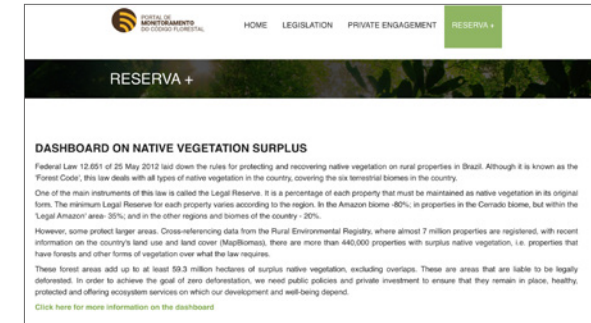 PORTAL DE
MONITORAMENTO
DO CÓDIGO FLORESTAL
HOME LEGISLATION PRIVATE ENGAGEMENT RESERVA +
RESERVA +
DASHBOARD ON NATIVE VEGETATION SURPLUS
Federal Law 12.651 of 25 May 2012 laid down the rules for protecting and recovering native vegetation on rural properties in Brazil. Although it is known as the
'Forest Code', this law deals with all types of native vegetation in the country, covering the six terrestrial biomes in the country.
One of the main instruments of this law is called the Legal Reserve. It is a percentage of each property that must be maintained as native vegetation in its original
form. The minimum Legal Reserve for each property varies according to the region. In the Amazon biome -80%; in properties in the Cerrado biome, but within the
'Legal Amazon' area- 35%; and in the other regions and biomes of the country - 20%.
However, some protect larger areas. Cross-referencing data from the Rural Environmental Registry, where almost 7 million properties are registered, with recent
information on the country's land use and land cover (MapBiomas), there are more than 440,000 properties with surplus native vegetation, i.e. properties that
have forests and other forms of vegetation over what the law requires.
These forest areas add up to at least 59.3 million hectares of surplus native vegetation, excluding overlaps. These are areas that are liable to be legally
deforested. In order to achieve the goal of zero deforestation, we need public policies and private investment to ensure that they remain in place, healthy,
protected and offering ecosystem services on which our development and well-being depend.
Click here for more information on the dashboard